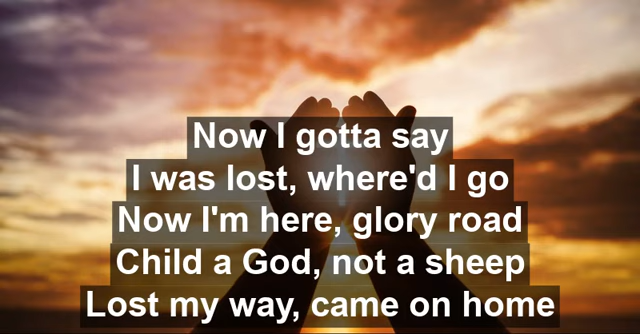 Now I gotta say
I was lost, where'd I go
Now I'm here, glory road
Child a God, not a sheep
Lost my way, came on home